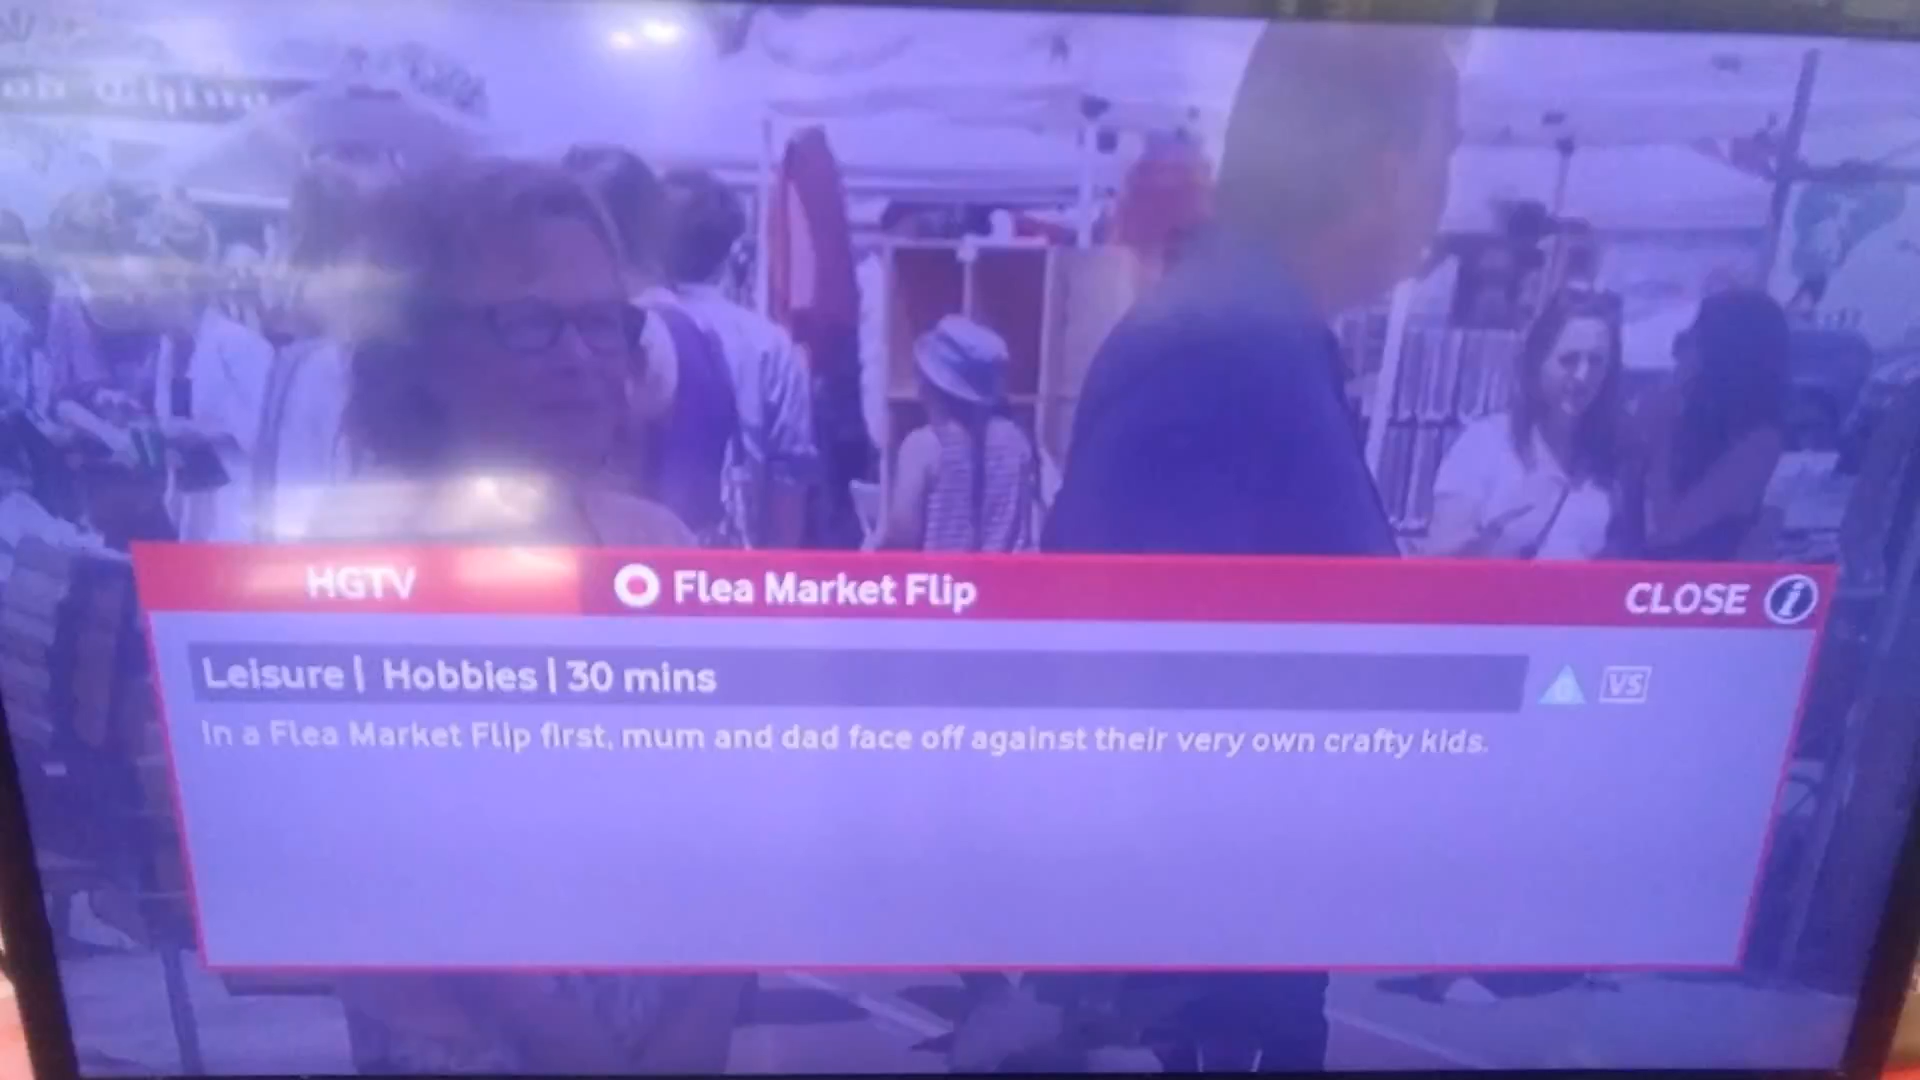 HGTV Flea Market Flip CLOSE i
Leisure | Hobbies | 30 mins VS
In a Flea Market Flip first, mum and dad face off against their very own crafty kids.